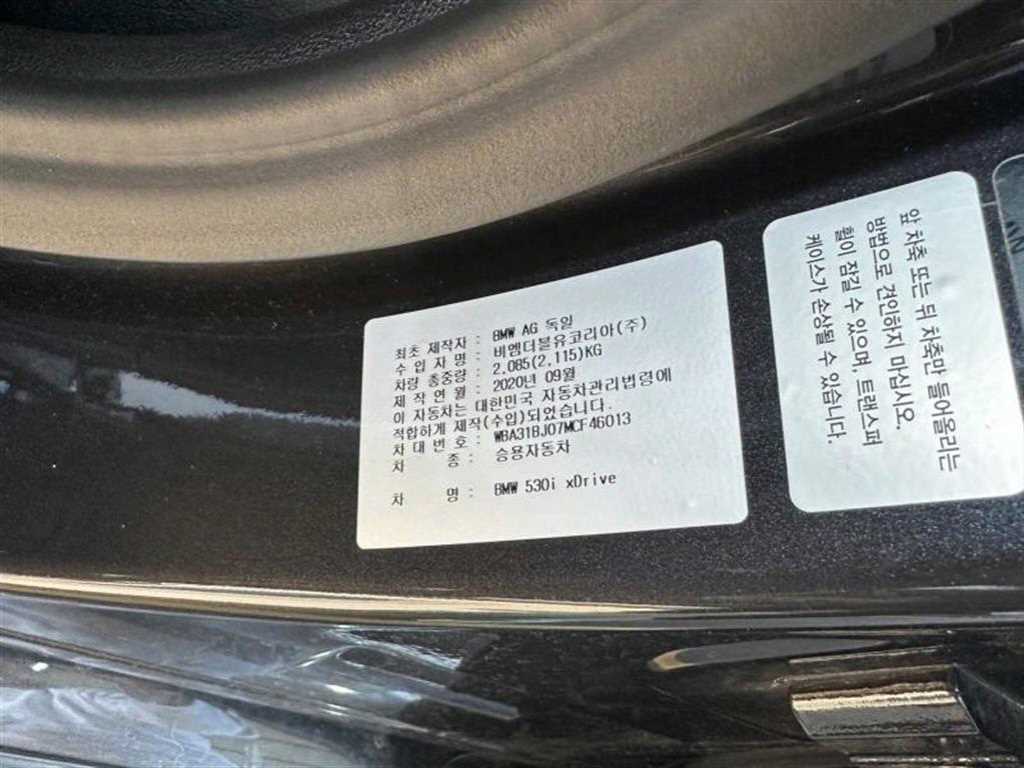 최초 제작자 : BMW AG 독일
수 입 자 명 : 비엠더블유코리아(주)
차량 총중량 : 2,085(2,115)KG
제 작 연 월 : 2020년 09월
이 자동차는 대한민국 자동차관리법령에
적합하게 제작(수입)되었습니다.
차 대 번 호 : WBA31BJ07MCF46013
차 종 : 승용자동차
차 명 : BMW 530i xDrive
앞 차축 또는 뒤 차축만 들어올리는
방법으로 견인하지 마십시오.
휠이 잠길 수 있으며, 트랜스퍼
케이스가 손상될 수 있습니다.